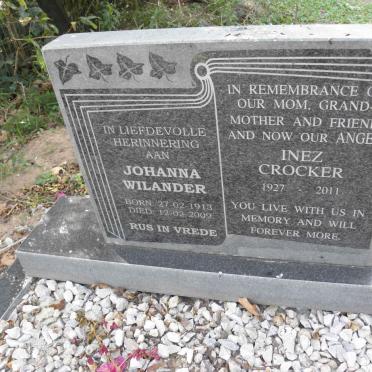 IN LIEFDEVOLLE
HERINNERING
AAN
JOHANNA
WILANDER
BORN: 27-02-1913
DIED: 12-02-2009
RUS IN VREDE
IN REMEMBRANCE
OUR MOM, GRAND-
MOTHER AND FRIEND
AND NOW OUR ANGE
INEZ
CROCKER
1927 - 2011
YOU LIVE WITH US IN
MEMORY AND WILL
FOREVER MORE.